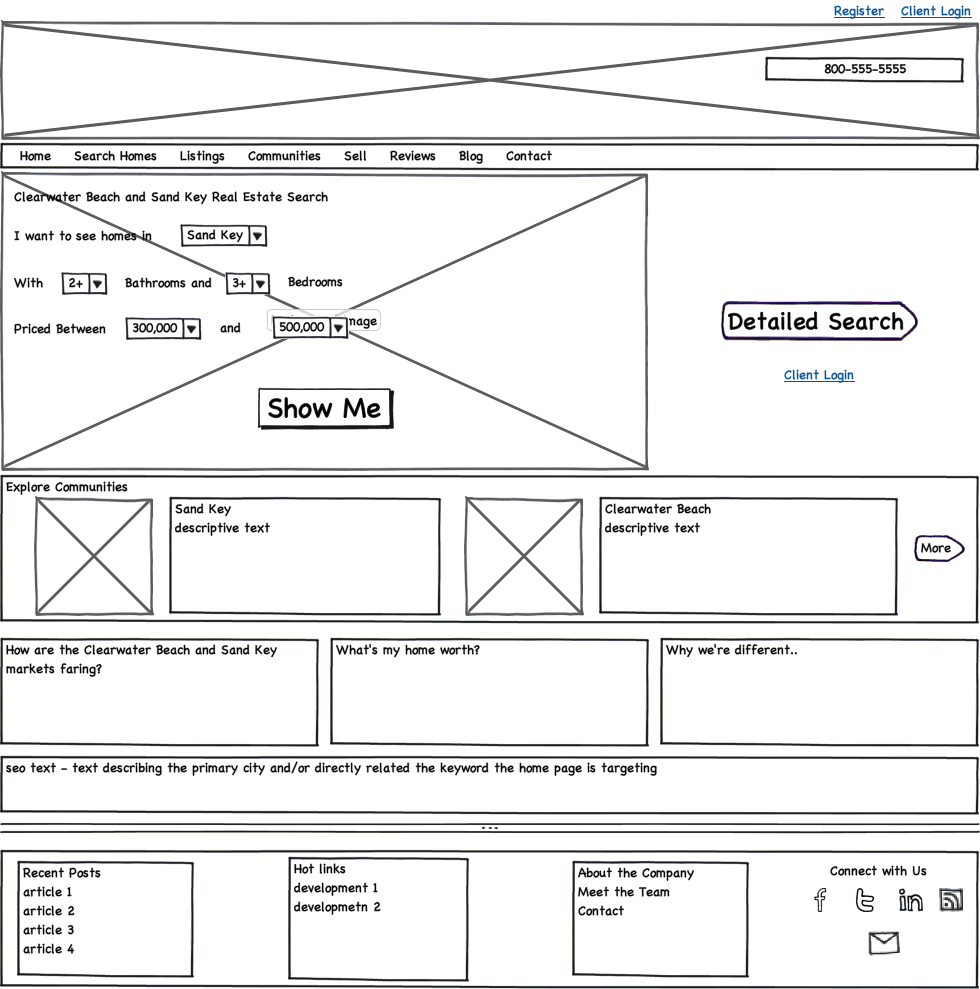 Register Client Login
800-555-5555
Home Search Homes Listings Communities Sell Reviews Blog Contact
Clearwater Beach and Sand Key Real Estate Search
I want to see homes in Sand Key
With 2+ Bathrooms and 3+ Bedrooms
Priced Between 300,000 and 500,000
Detailed Search
Client Login
Show Me
Explore Communities
Sand Key
descriptive text
Clearwater Beach
descriptive text
More
How are the Clearwater Beach and Sand Key
markets faring?
What's my home worth?
Why we're different..
seo text - text describing the primary city and/or directly related the keyword the home page is targeting
Recent Posts
article 1
article 2
article 3
article 4
Hot links
development 1
developmetn 2
About the Company
Meet the Team
Contact
Connect with Us